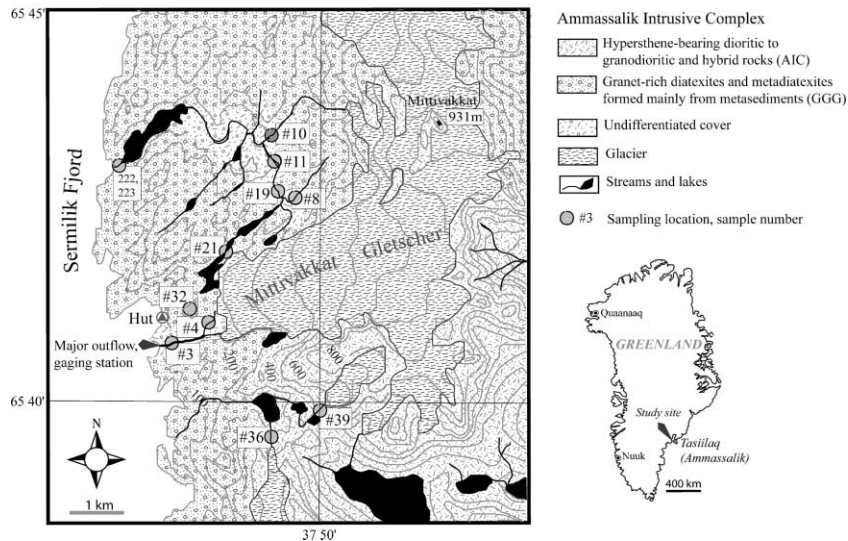 65 45'
Sermilik Fjord
Mittivakkat
931m
#10
#11
222,
223
#19
#8
#21
Mittivakkat Gletscher
#32
Hut
#4
Major outflow,
gaging station
#3
200
400
600
800
65 40'
#39
#36
N
1 km
37 50'
Ammassalik Intrusive Complex
Hypersthene-bearing dioritic to
granodioritic and hybrid rocks (AIC)
Granet-rich diatexites and metadiatexites
formed mainly from metasediments (GGG)
Undifferentiated cover
Glacier
Streams and lakes
#3 Sampling location, sample number
Quaanaaq
GREENLAND
Study site
Tasiilaq
(Ammassalik)
Nuuk
400 km